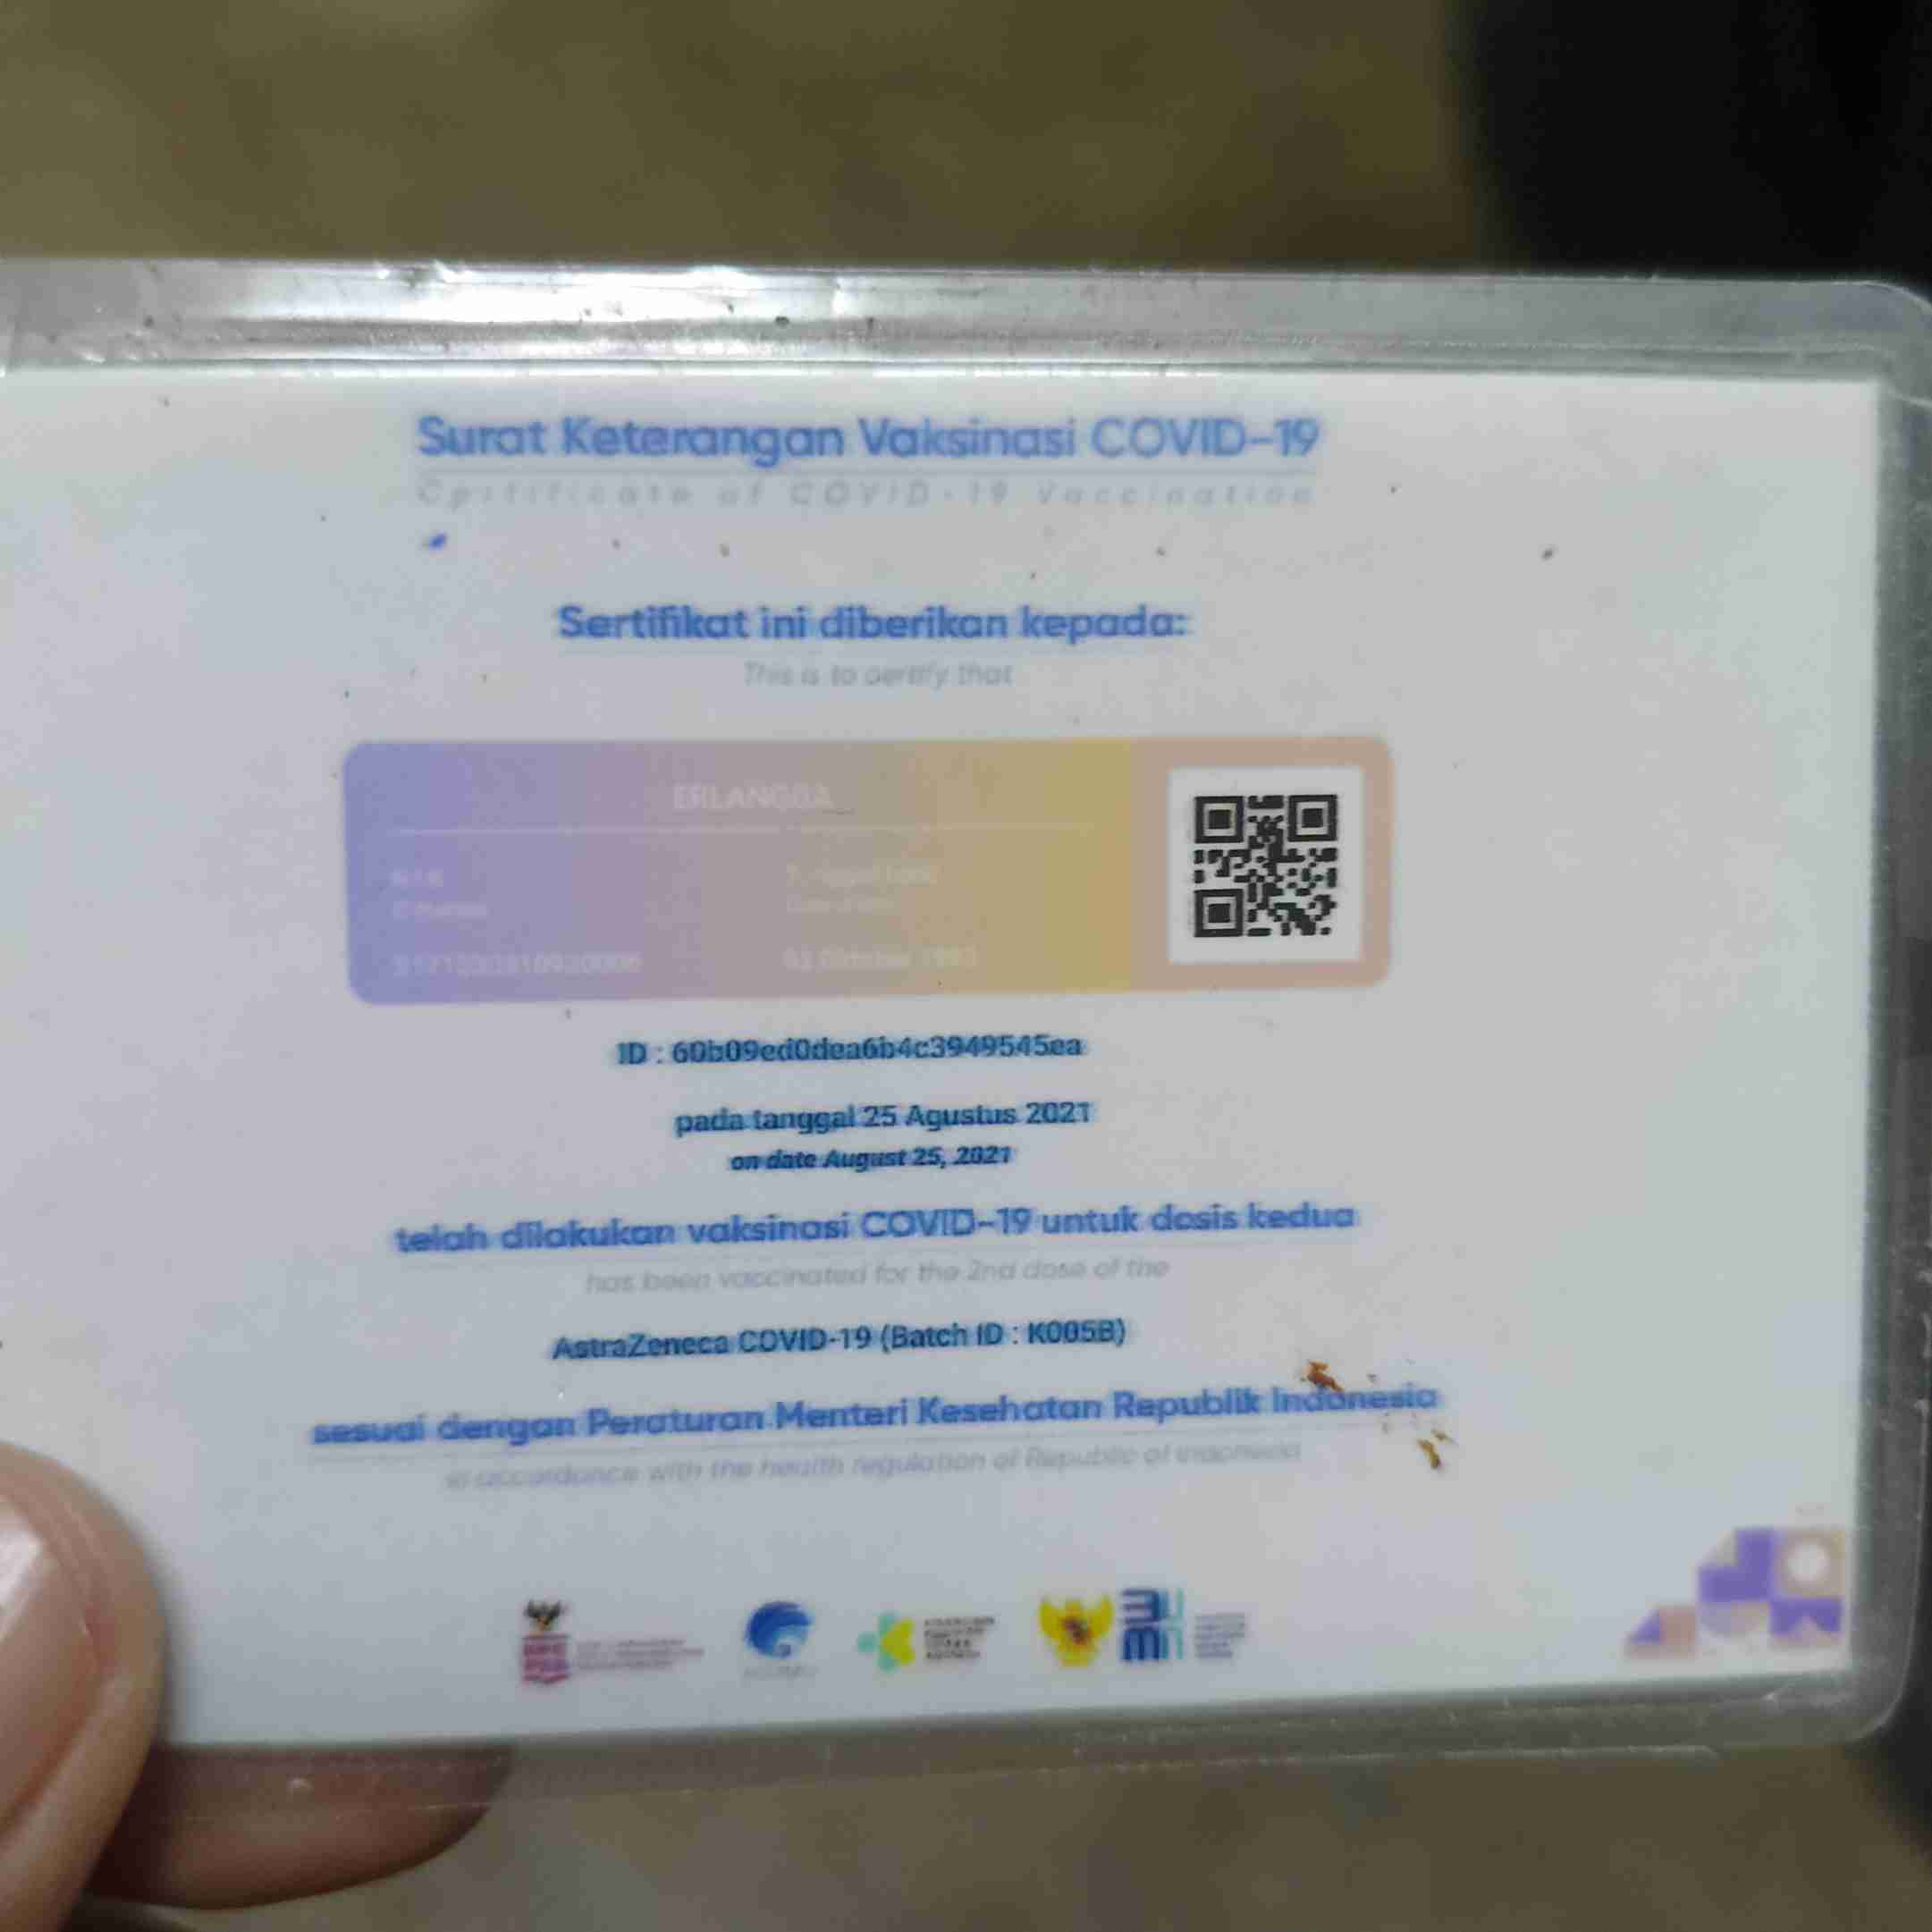 Surat Keterangan Vaksinasi COVID-19
Certificate of COVID-19 Vaccination
Sertifikat ini diberikan kepada:
This is to certify that
ERLANGGA
ID : 60b09ed0dea6b4c3949545ea
pada tanggal 25 Agustus 2021
on date August 25, 2021
telah dilakukan vaksinasi COVID-19 untuk dosis kedua
has been vaccinated for the 2nd dose of the
AstraZeneca COVID-19 (Batch ID : K005B)
sesuai dengan Peraturan Menteri Kesehatan Republik Indonesia
in accordance with the health regulation of Republic of Indonesia